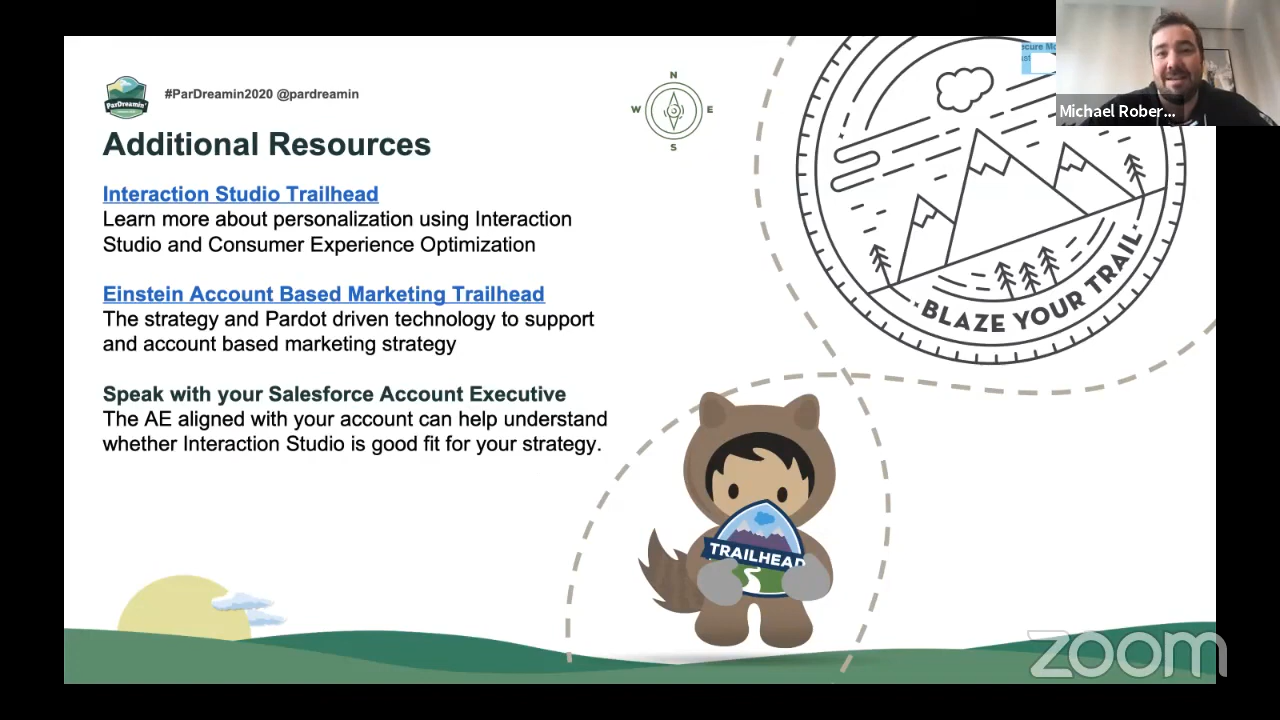 #ParDreamin2020 @pardreamin
ParDreamin'
Additional Resources
Interaction Studio Trailhead
Learn more about personalization using Interaction
Studio and Consumer Experience Optimization
Einstein Account Based Marketing Trailhead
The strategy and Pardot driven technology to support
and account based marketing strategy
Speak with your Salesforce Account Executive
The AE aligned with your account can help understand
whether Interaction Studio is good fit for your strategy.
N
W
E
S
BLAZE YOUR TRAIL
Michael Rober...
TRAILHEAD
zoom